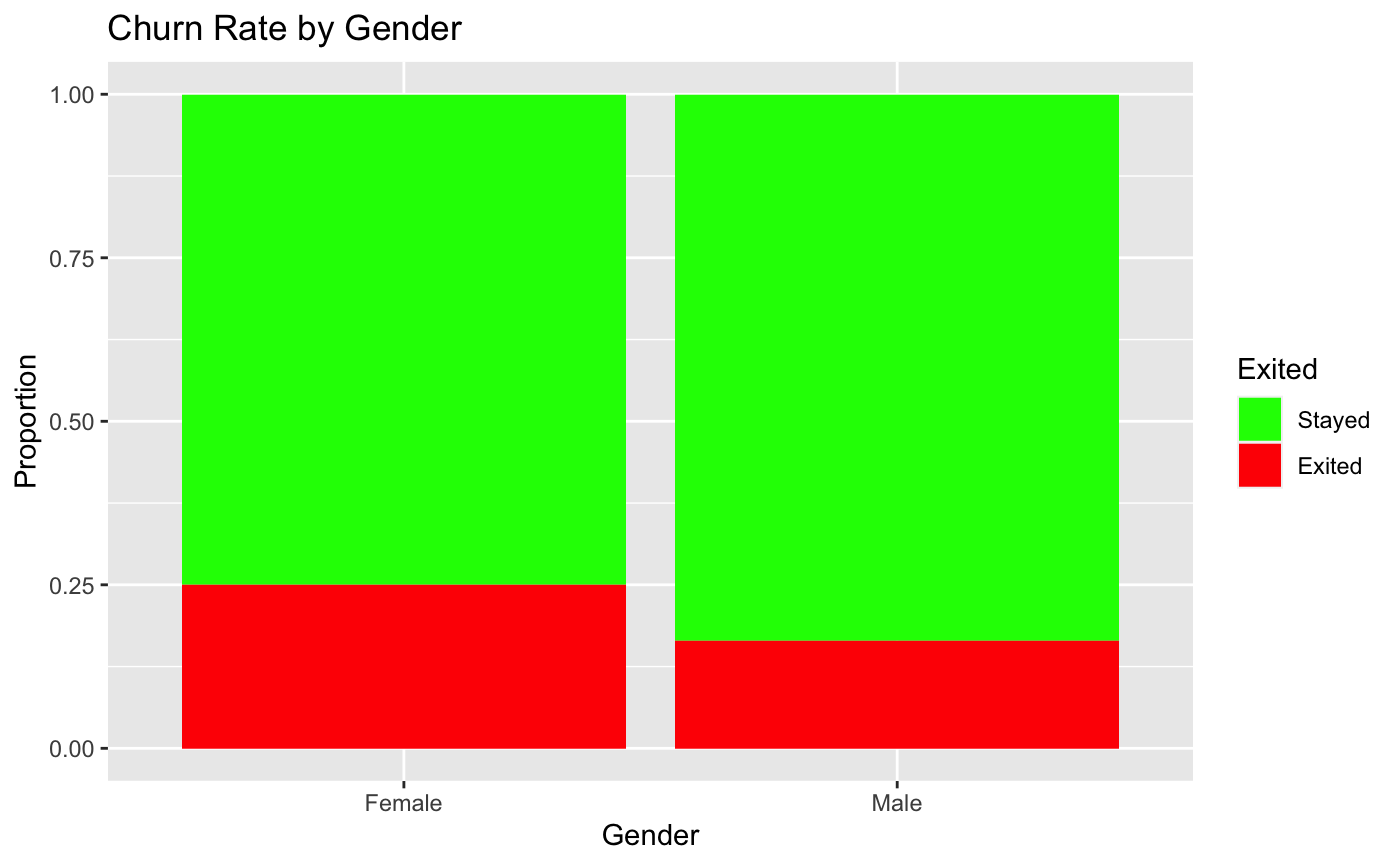 Churn Rate by Gender
1.00
0.75
0.50
0.25
0.00
Proportion
Female
Male
Gender
Exited
Stayed
Exited